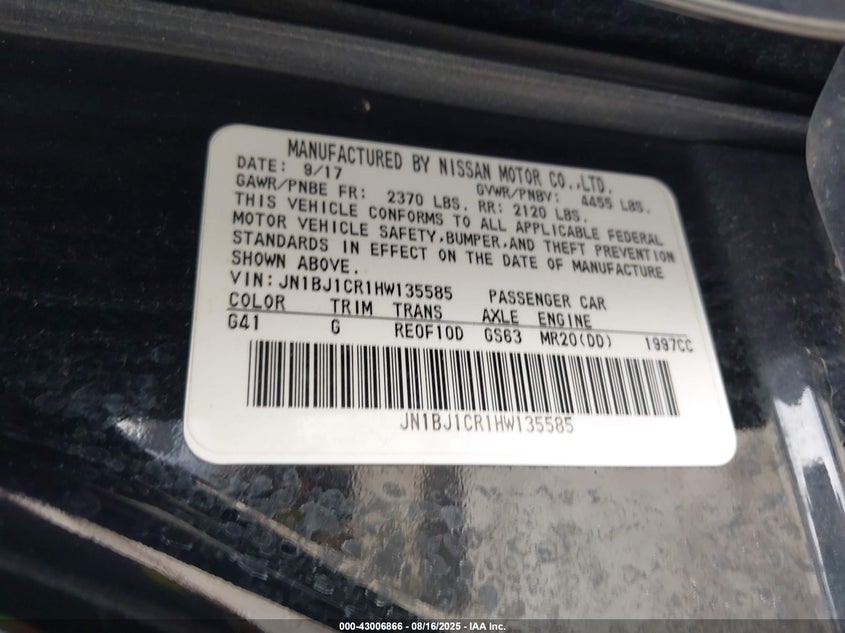 MANUFACTURED BY NISSAN MOTOR CO.,LTD.
DATE: 9/17 GVWR/PNBV: 4455 LBS.
GAWR/PNBE FR: 2370 LBS. RR: 2120 LBS.
THIS VEHICLE CONFORMS TO ALL APPLICABLE FEDERAL
MOTOR VEHICLE SAFETY,BUMPER,AND THEFT PREVENTION
STANDARDS IN EFFECT ON THE DATE OF MANUFACTURE
SHOWN ABOVE.
VIN: JN1BJ1CR1HW135585 PASSENGER CAR
COLOR TRIM TRANS AXLE ENGINE
G41 G RE0F10D GS63 MR20(DD) 1997CC
JN1BJ1CR1HW135585
000-43006866 - 08/16/2025 - IAA Inc.